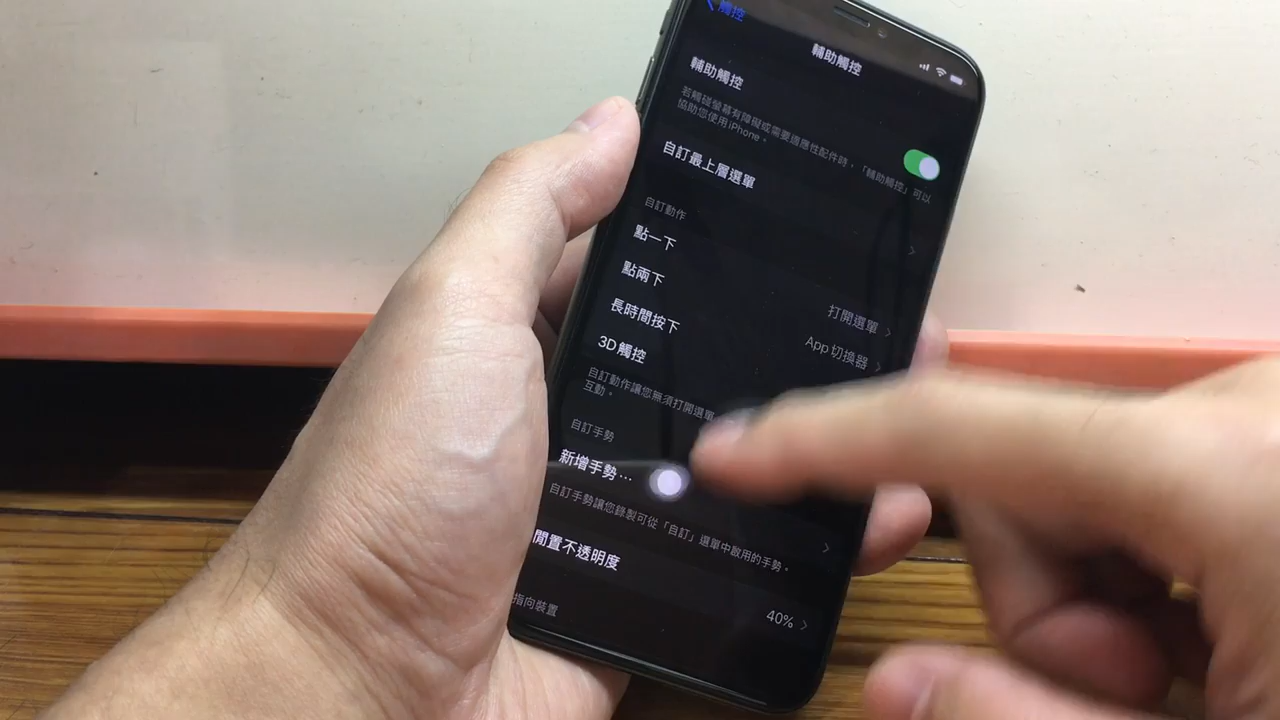 觸控
輔助觸控
輔助觸控
若觸碰螢幕有障礙或需要適應性配件時,「輔助觸控」可以
協助您使用 iPhone。
自訂最上層選單
自訂動作
點一下
打開選單
點兩下
App 切換器
長時間按下
3D 觸控
自訂動作讓您無須打開選單
互動。
自訂手勢
新增手勢⋯
自訂手勢讓您錄製可從「自訂」選單中啟用的手勢。
閒置不透明度
40%
指向裝置